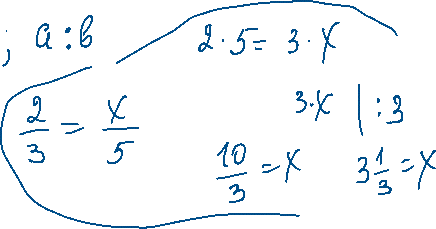 ; a:b
2·5=3·x
2/3 = x/5
3·x |:3
10/3 = x
3 1/3 = x